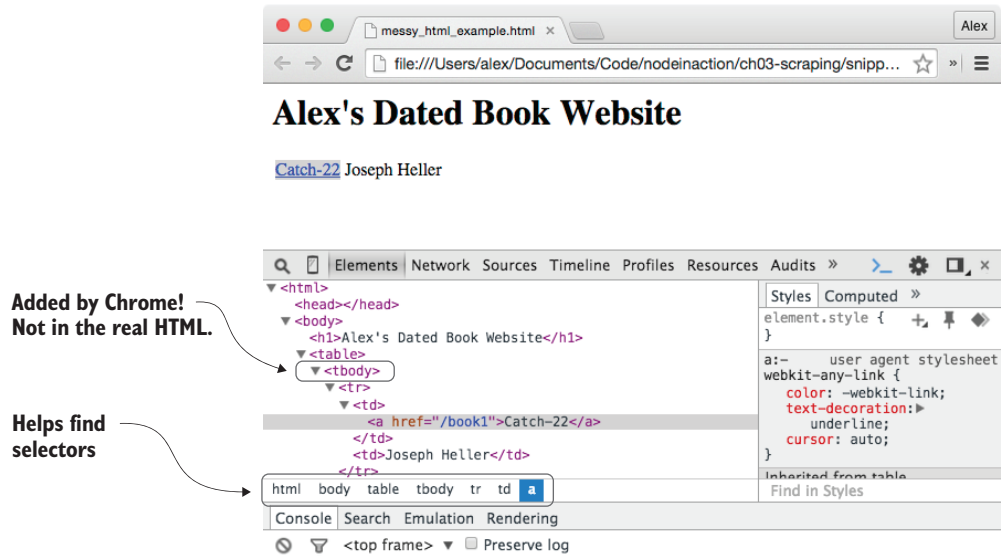 messy_html_example.html ×
Alex
file:///Users/alex/Documents/Code/nodeinaction/ch03-scraping/snipp... »
Alex's Dated Book Website
Catch-22 Joseph Heller
Elements Network Sources Timeline Profiles Resources Audits » ×
Added by Chrome!
Not in the real HTML.
Helps find
selectors
▼<html>
<head></head>
▼<body>
<h1>Alex's Dated Book Website</h1>
▼<table>
▼<tbody>
▼<tr>
▼<td>
<a href="/book1">Catch-22</a>
</td>
<td>Joseph Heller</td>
</tr>
html body table tbody tr td a
Styles Computed »
element.style {
}
a:- user agent stylesheet
webkit-any-link {
color: -webkit-link;
text-decoration:▶
underline;
cursor: auto;
}
Inherited from table
Find in Styles
Console Search Emulation Rendering
<top frame> ▼ Preserve log